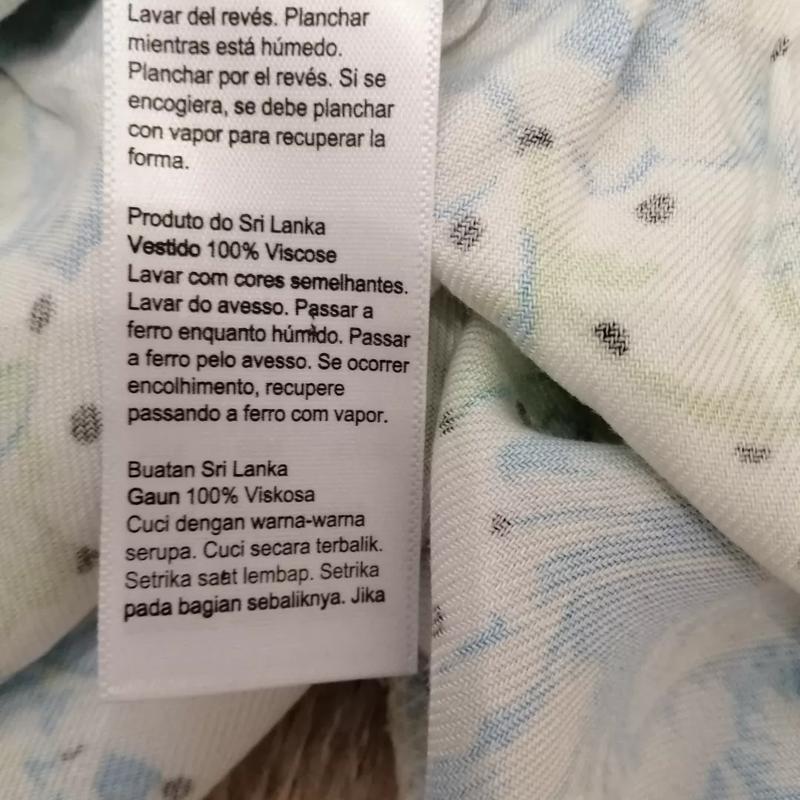 Lavar del revés. Planchar
mientras está húmedo.
Planchar por el revés. Si se
encogiera, se debe planchar
con vapor para recuperar la
forma.
Produto do Sri Lanka
Vestido 100% Viscose
Lavar com cores semelhantes.
Lavar do avesso. Passar a
ferro enquanto húmido. Passar
a ferro pelo avesso. Se ocorrer
encolhimento, recupere
passando a ferro com vapor.
Buatan Sri Lanka
Gaun 100% Viskosa
Cuci dengan warna-warna
serupa. Cuci secara terbalik.
Setrika saat lembap. Setrika
pada bagian sebaliknya. Jika